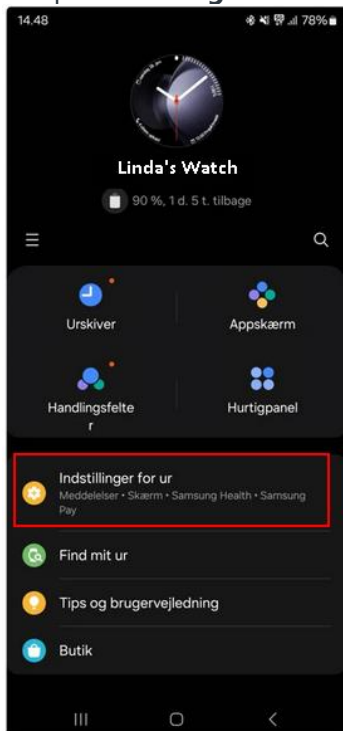 14.48
78%
Linda's Watch
90 %, 1 d. 5 t. tilbage
Urskiver
Appskærm
Handlingsfelte
r
Hurtigpanel
Indstillinger for ur
Meddelelser • Skærm • Samsung Health • Samsung
Pay
Find mit ur
Tips og brugervejledning
Butik